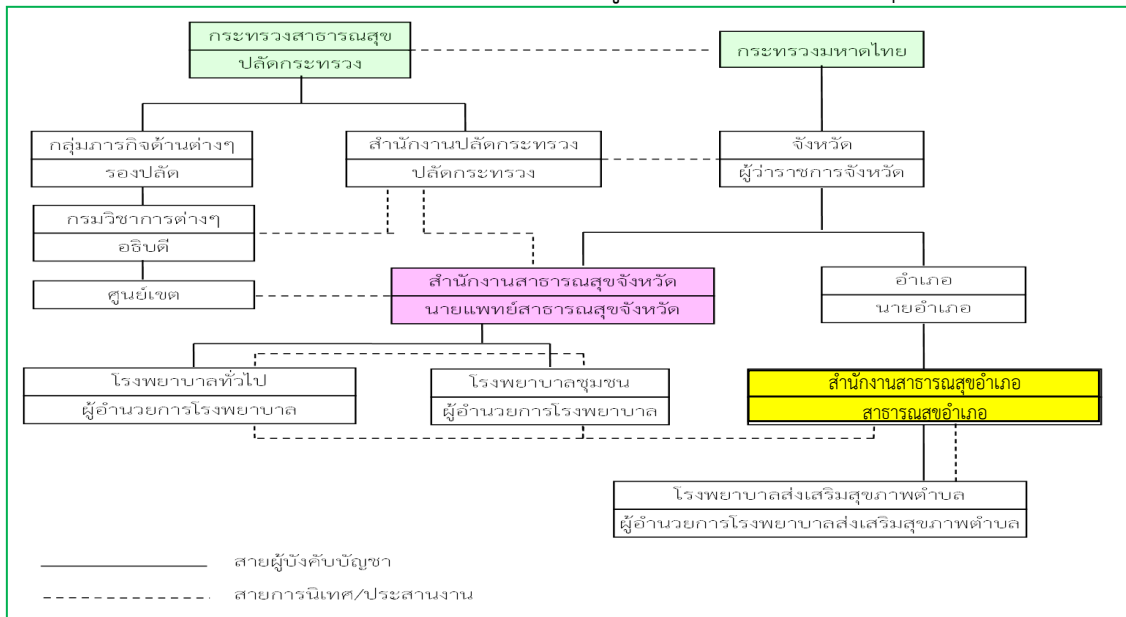 กระทรวงสาธารณสุข
ปลัดกระทรวง
กระทรวงมหาดไทย
กลุ่มภารกิจด้านต่างๆ
รองปลัด
สำนักงานปลัดกระทรวง
ปลัดกระทรวง
จังหวัด
ผู้ว่าราชการจังหวัด
กรมวิชาการต่างๆ
อธิบดี
ศูนย์เขต
สำนักงานสาธารณสุขจังหวัด
นายแพทย์สาธารณสุขจังหวัด
อำเภอ
นายอำเภอ
โรงพยาบาลทั่วไป
ผู้อำนวยการโรงพยาบาล
โรงพยาบาลชุมชน
ผู้อำนวยการโรงพยาบาล
สำนักงานสาธารณสุขอำเภอ
สาธารณสุขอำเภอ
โรงพยาบาลส่งเสริมสุขภาพตำบล
ผู้อำนวยการโรงพยาบาลส่งเสริมสุขภาพตำบล
สายผู้บังคับบัญชา
สายการนิเทศ/ประสานงาน